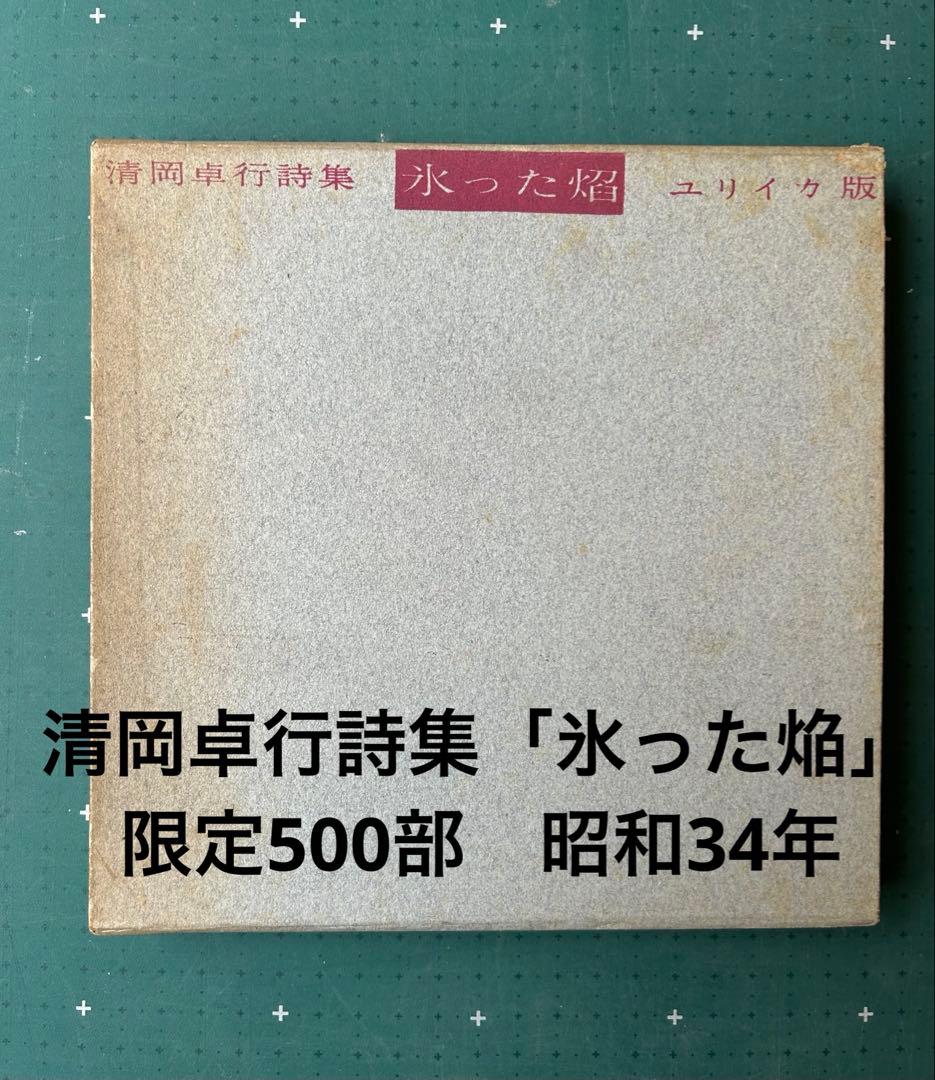 清岡卓行詩集 氷った焔 ユリイカ版
清岡卓行詩集「氷った焔」
限定500部 昭和34年